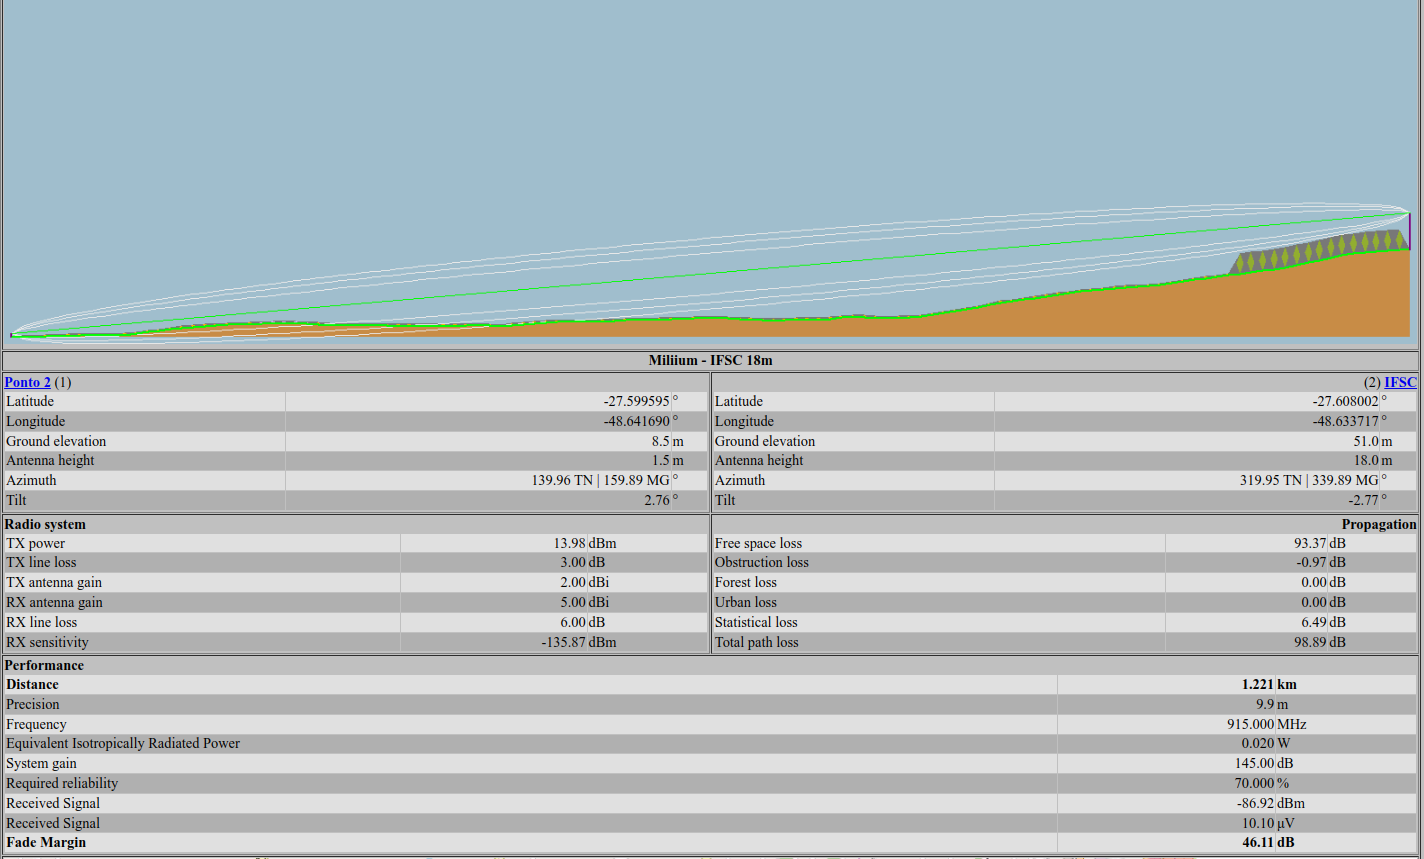 Miliium - IFSC 18m
Ponto 2 (1) (2) IFSC
Latitude -27.599595 ° Latitude -27.608002 °
Longitude -48.641690 ° Longitude -48.633717 °
Ground elevation 8.5 m Ground elevation 51.0 m
Antenna height 1.5 m Antenna height 18.0 m
Azimuth 139.96 TN | 159.89 MG ° Azimuth 319.95 TN | 339.89 MG °
Tilt 2.76 ° Tilt -2.77 °
Radio system Propagation
TX power 13.98 dBm Free space loss 93.37 dB
TX line loss 3.00 dB Obstruction loss -0.97 dB
TX antenna gain 2.00 dBi Forest loss 0.00 dB
RX antenna gain 5.00 dBi Urban loss 0.00 dB
RX line loss 6.00 dB Statistical loss 6.49 dB
RX sensitivity -135.87 dBm Total path loss 98.89 dB
Performance
Distance 1.221 km
Precision 9.9 m
Frequency 915.000 MHz
Equivalent Isotropically Radiated Power 0.020 W
System gain 145.00 dB
Required reliability 70.000 %
Received Signal -86.92 dBm
Received Signal 10.10 µV
Fade Margin 46.11 dB